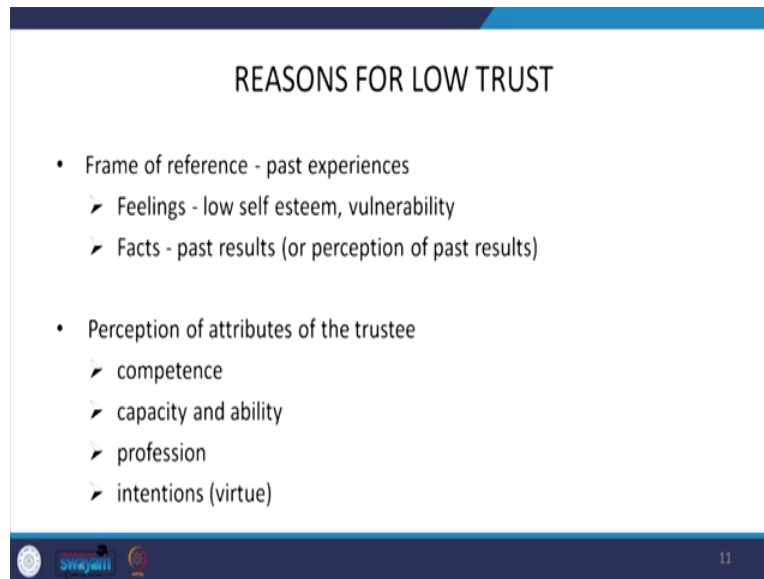 REASONS FOR LOW TRUST
• Frame of reference - past experiences
➢ Feelings - low self esteem, vulnerability
➢ Facts - past results (or perception of past results)
• Perception of attributes of the trustee
➢ competence
➢ capacity and ability
➢ profession
➢ intentions (virtue)
swayam
11